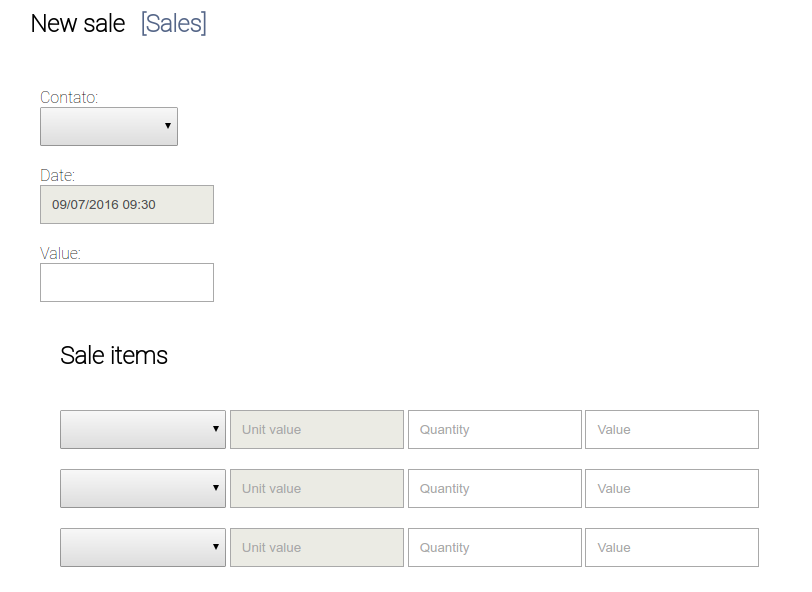 New sale [Sales]
Contato:
Date:
09/07/2016 09:30
Value:
Sale items
Unit value Quantity Value
Unit value Quantity Value
Unit value Quantity Value